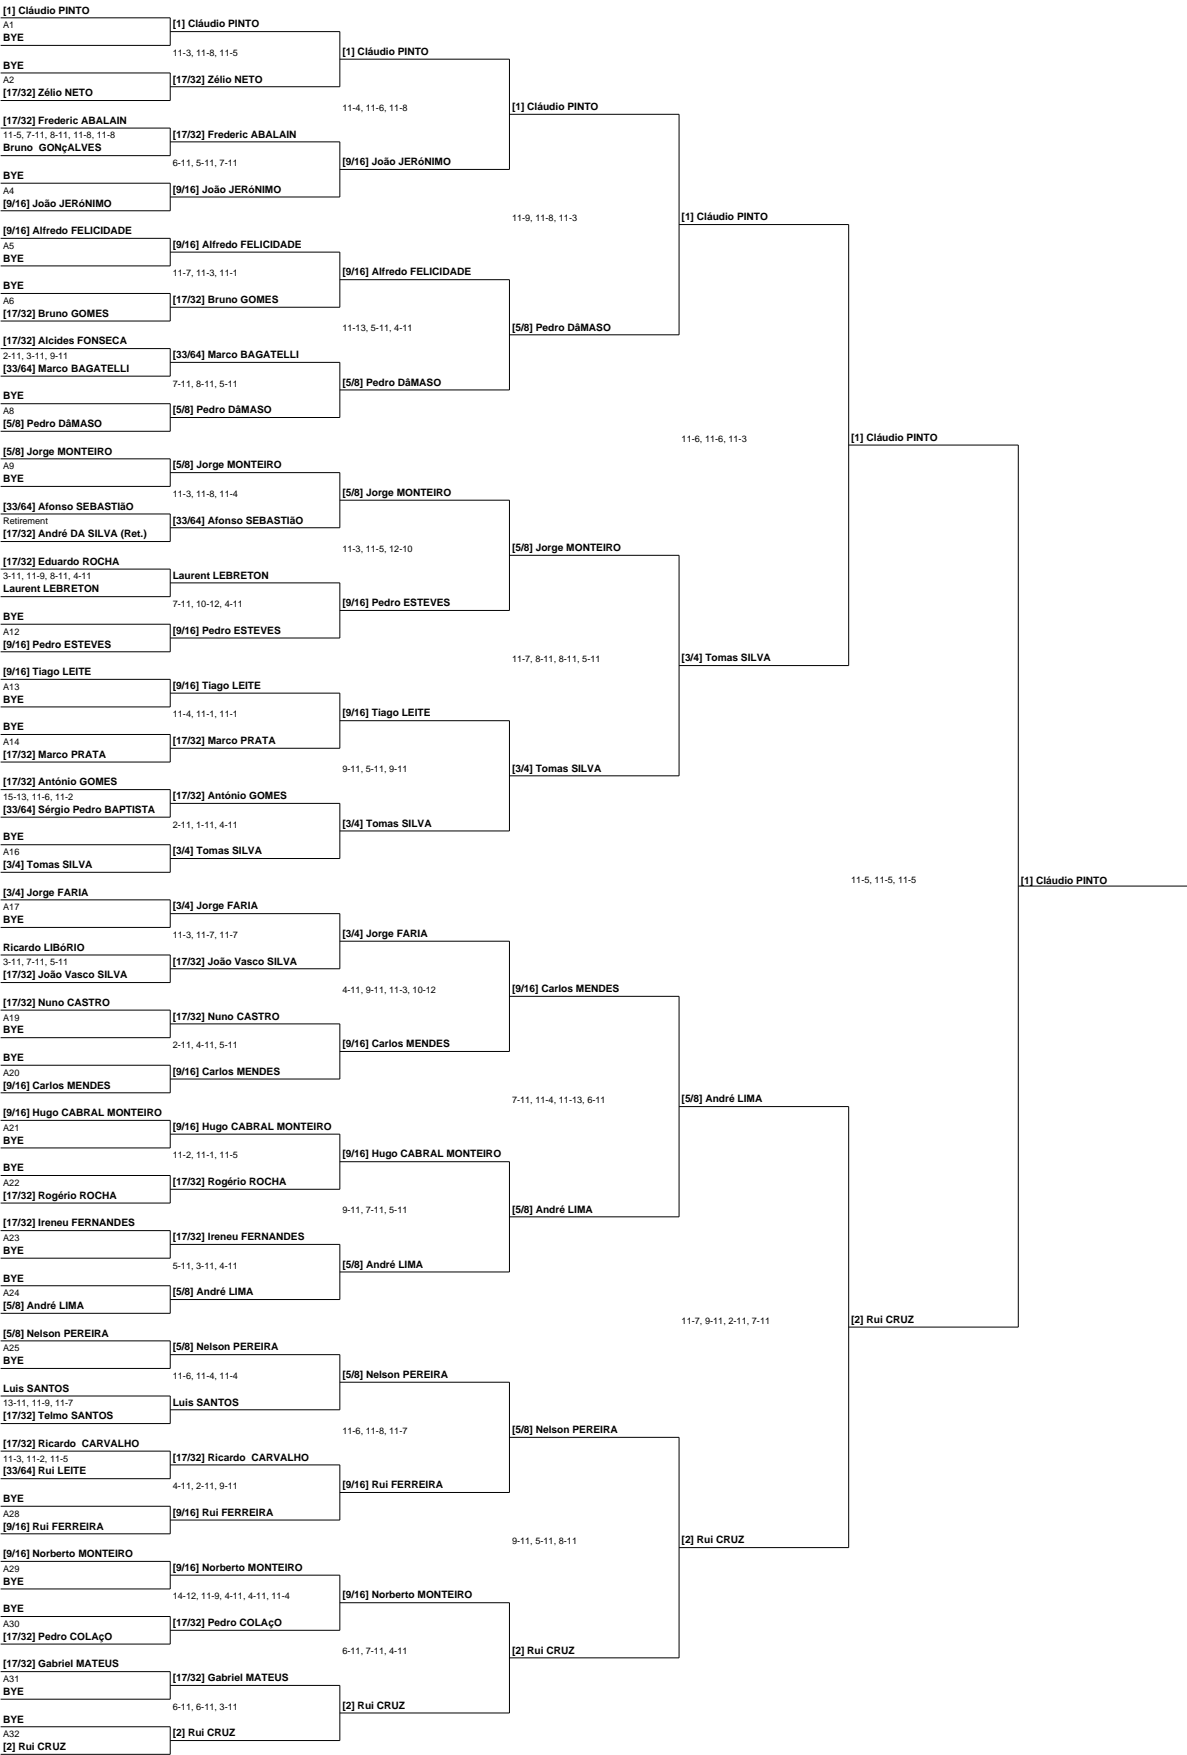 [1] Cláudio PINTO
A1
BYE
[1] Cláudio PINTO
11-3, 11-8, 11-5
[1] Cláudio PINTO
BYE
A2
[17/32] Zélio NETO
[17/32] Zélio NETO
11-4, 11-6, 11-8
[1] Cláudio PINTO
[17/32] Frederic ABALAIN
11-5, 7-11, 8-11, 11-8, 11-8
Bruno  GONçALVES
[17/32] Frederic ABALAIN
6-11, 5-11, 7-11
[9/16] João JERóNIMO
BYE
A4
[9/16] João JERóNIMO
[9/16] João JERóNIMO
11-9, 11-8, 11-3
[1] Cláudio PINTO
[9/16] Alfredo FELICIDADE
A5
BYE
[9/16] Alfredo FELICIDADE
11-7, 11-3, 11-1
[9/16] Alfredo FELICIDADE
BYE
A6
[17/32] Bruno GOMES
[17/32] Bruno GOMES
11-13, 5-11, 4-11
[5/8] Pedro DâMASO
[17/32] Alcides FONSECA
2-11, 3-11, 9-11
[33/64] Marco BAGATELLI
[33/64] Marco BAGATELLI
7-11, 8-11, 5-11
[5/8] Pedro DâMASO
BYE
A8
[5/8] Pedro DâMASO
[5/8] Pedro DâMASO
11-6, 11-6, 11-3
[1] Cláudio PINTO
[5/8] Jorge MONTEIRO
A9
BYE
[5/8] Jorge MONTEIRO
11-3, 11-8, 11-4
[5/8] Jorge MONTEIRO
[33/64] Afonso SEBASTIãO
Retirement
[17/32] André DA SILVA (Ret.)
[33/64] Afonso SEBASTIãO
11-3, 11-5, 12-10
[5/8] Jorge MONTEIRO
[17/32] Eduardo ROCHA
3-11, 11-9, 8-11, 4-11
Laurent LEBRETON
Laurent LEBRETON
7-11, 10-12, 4-11
[9/16] Pedro ESTEVES
BYE
A12
[9/16] Pedro ESTEVES
[9/16] Pedro ESTEVES
11-7, 8-11, 8-11, 5-11
[3/4] Tomas SILVA
[9/16] Tiago LEITE
A13
BYE
[9/16] Tiago LEITE
11-4, 11-1, 11-1
[9/16] Tiago LEITE
BYE
A14
[17/32] Marco PRATA
[17/32] Marco PRATA
9-11, 5-11, 9-11
[3/4] Tomas SILVA
[17/32] António GOMES
15-13, 11-6, 11-2
[33/64] Sérgio Pedro BAPTISTA
[17/32] António GOMES
2-11, 1-11, 4-11
[3/4] Tomas SILVA
BYE
A16
[3/4] Tomas SILVA
[3/4] Tomas SILVA
11-5, 11-5, 11-5
[1] Cláudio PINTO
[3/4] Jorge FARIA
A17
BYE
[3/4] Jorge FARIA
11-3, 11-7, 11-7
[3/4] Jorge FARIA
Ricardo LIBóRIO
3-11, 7-11, 5-11
[17/32] João Vasco SILVA
[17/32] João Vasco SILVA
4-11, 9-11, 11-3, 10-12
[9/16] Carlos MENDES
[17/32] Nuno CASTRO
A19
BYE
[17/32] Nuno CASTRO
2-11, 4-11, 5-11
[9/16] Carlos MENDES
BYE
A20
[9/16] Carlos MENDES
[9/16] Carlos MENDES
7-11, 11-4, 11-13, 6-11
[5/8] André LIMA
[9/16] Hugo CABRAL MONTEIRO
A21
BYE
[9/16] Hugo CABRAL MONTEIRO
11-2, 11-1, 11-5
[9/16] Hugo CABRAL MONTEIRO
BYE
A22
[17/32] Rogério ROCHA
[17/32] Rogério ROCHA
9-11, 7-11, 5-11
[5/8] André LIMA
[17/32] Ireneu FERNANDES
A23
BYE
[17/32] Ireneu FERNANDES
5-11, 3-11, 4-11
[5/8] André LIMA
BYE
A24
[5/8] André LIMA
[5/8] André LIMA
11-7, 9-11, 2-11, 7-11
[2] Rui CRUZ
[5/8] Nelson PEREIRA
A25
BYE
[5/8] Nelson PEREIRA
11-6, 11-4, 11-4
[5/8] Nelson PEREIRA
Luis SANTOS
13-11, 11-9, 11-7
[17/32] Telmo SANTOS
Luis SANTOS
11-6, 11-8, 11-7
[5/8] Nelson PEREIRA
[17/32] Ricardo  CARVALHO
11-3, 11-2, 11-5
[33/64] Rui LEITE
[17/32] Ricardo  CARVALHO
4-11, 2-11, 9-11
[9/16] Rui FERREIRA
BYE
A28
[9/16] Rui FERREIRA
[9/16] Rui FERREIRA
9-11, 5-11, 8-11
[2] Rui CRUZ
[9/16] Norberto MONTEIRO
A29
BYE
[9/16] Norberto MONTEIRO
14-12, 11-9, 4-11, 4-11, 11-4
[9/16] Norberto MONTEIRO
BYE
A30
[17/32] Pedro COLAçO
[17/32] Pedro COLAçO
6-11, 7-11, 4-11
[2] Rui CRUZ
[17/32] Gabriel MATEUS
A31
BYE
[17/32] Gabriel MATEUS
6-11, 6-11, 3-11
[2] Rui CRUZ
BYE
A32
[2] Rui CRUZ
[2] Rui CRUZ